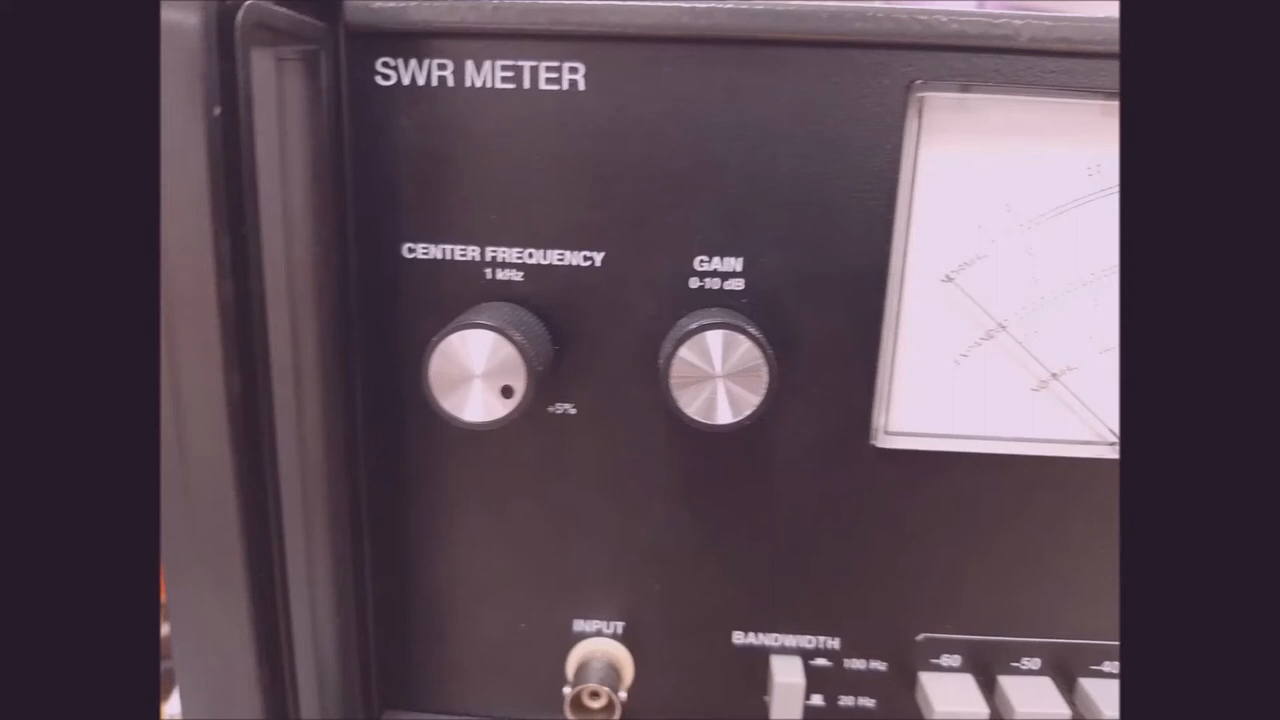 SWR METER
CENTER FREQUENCY
1 kHz
GAIN
0-10 dB
NORMAL
EXPANDED
NORMAL
+5%
INPUT
BANDWIDTH
100 Hz
20 Hz
-60
-50
-40